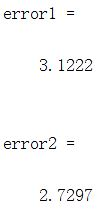 error1 =
3.1222
error2 =
2.7297